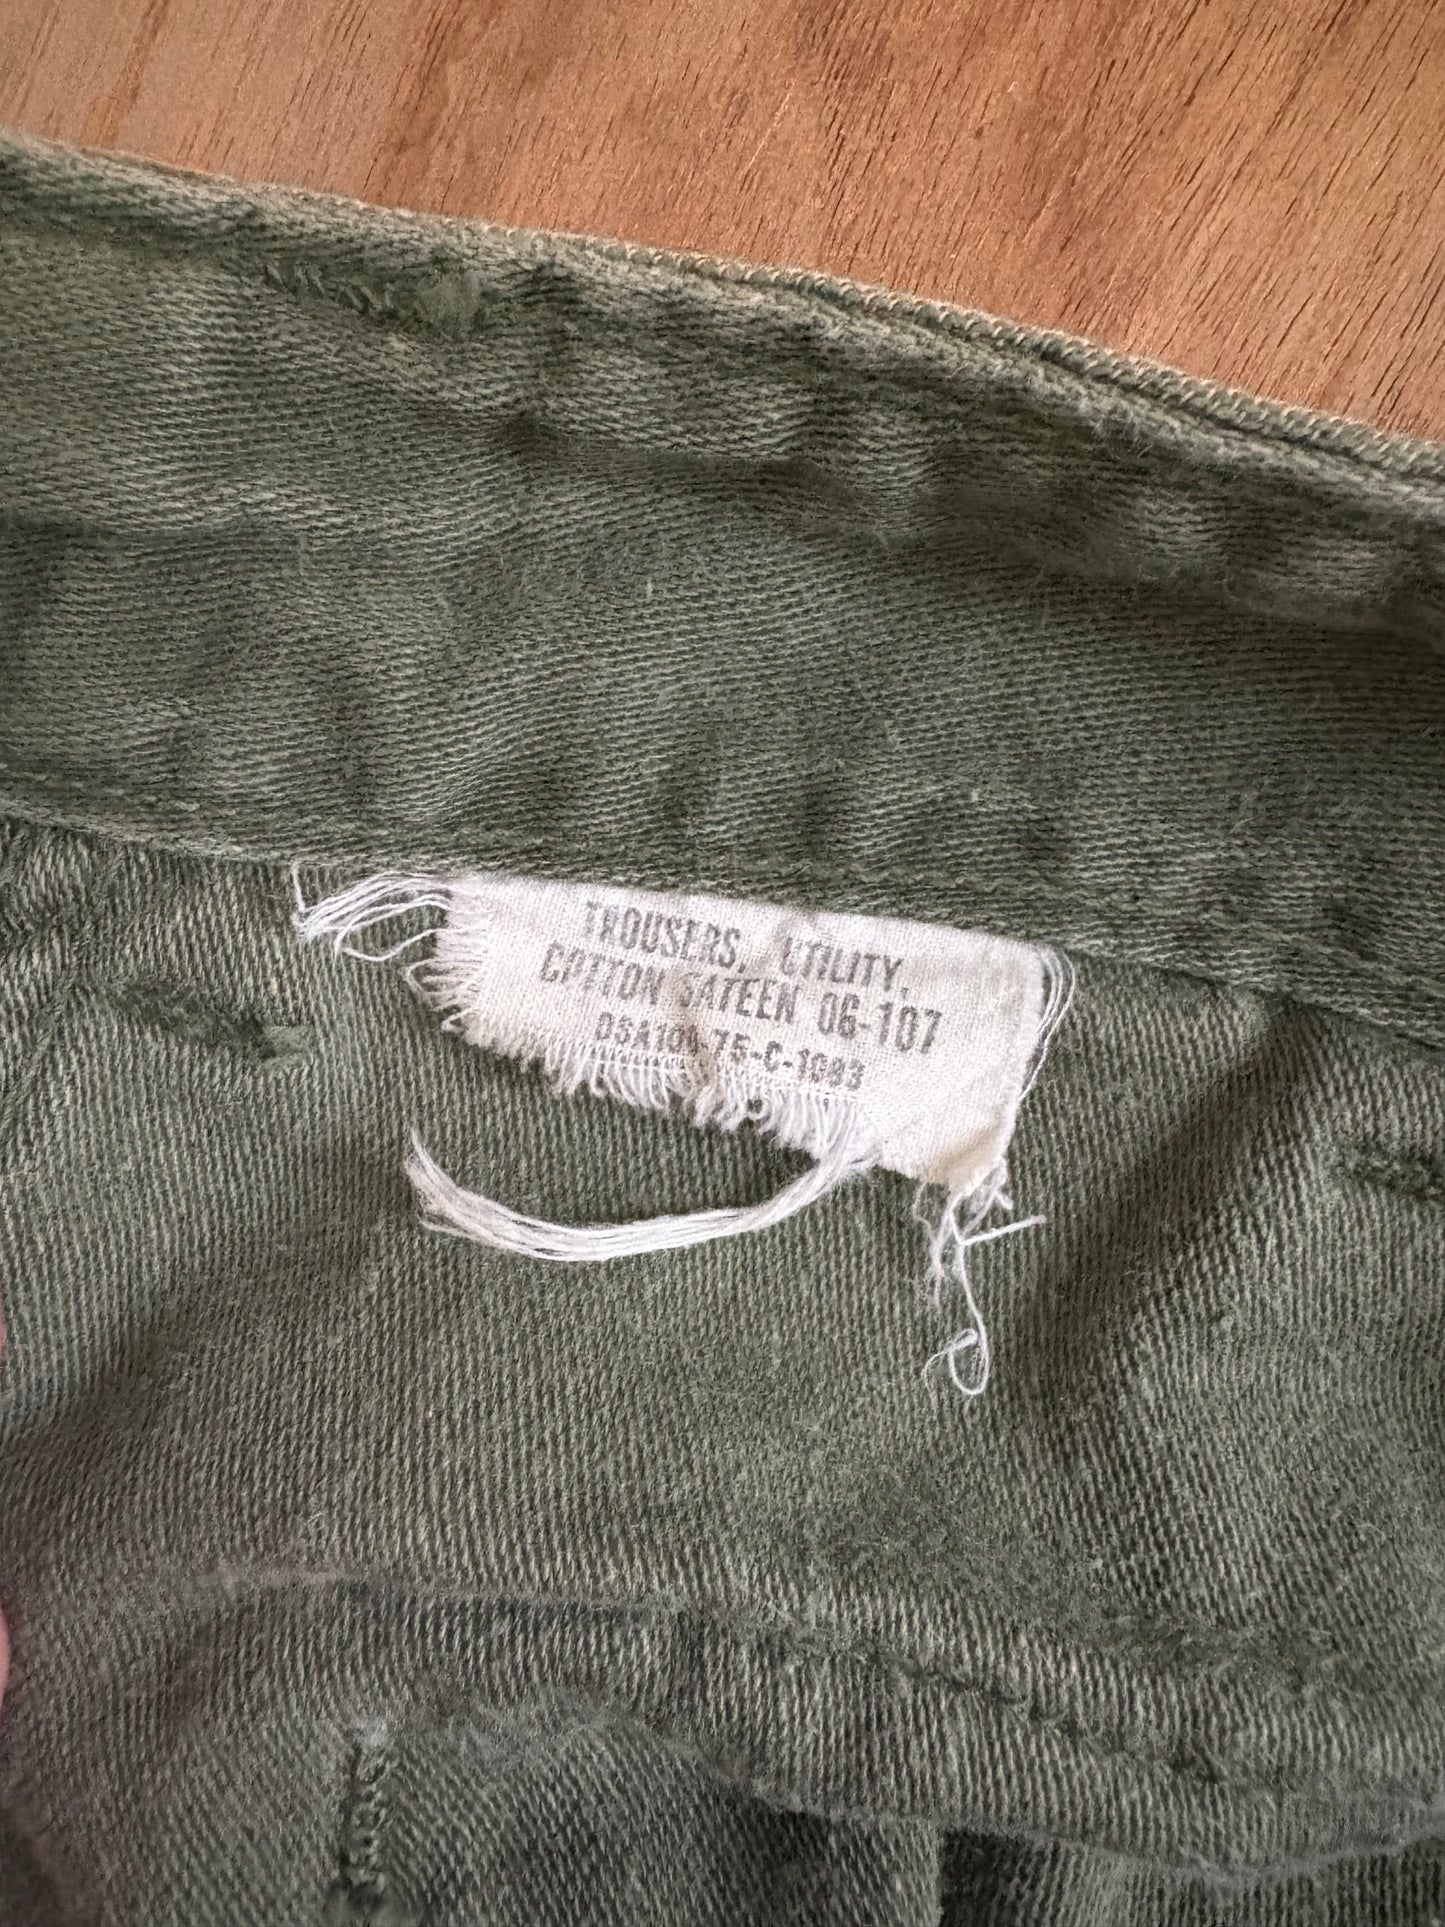 TROUSERS, UTILITY,
COTTON SATEEN OG-107
DSA100-75-C-1083